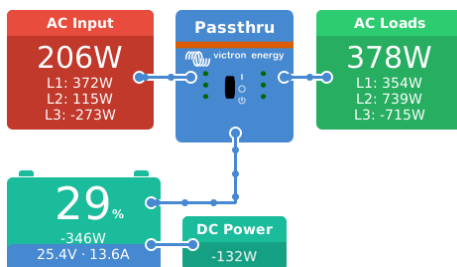 AC Input
206W
L1: 372W
L2: 115W
L3: -273W
Passthru
victron energy
I
AC Loads
378W
L1: 354W
L2: 739W
L3: -715W
29%
-346W
25.4V · 13.6A
DC Power
-132W